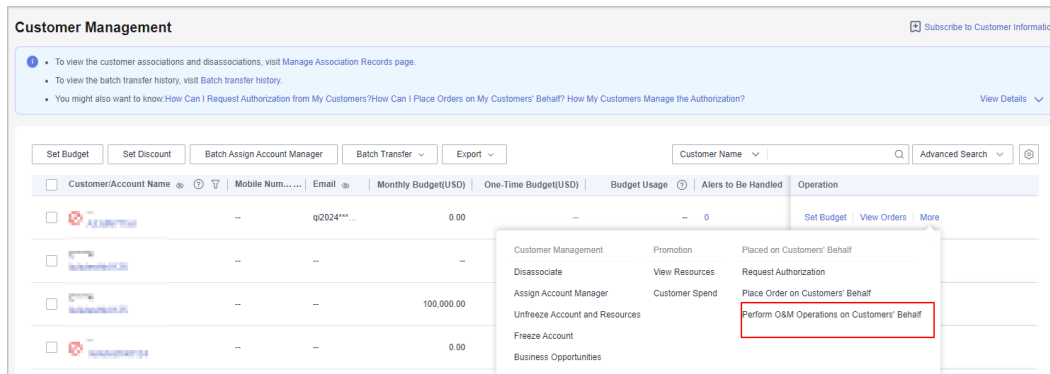 Customer Management
Subscribe to Customer Informatio
To view the customer associations and disassociations, visit Manage Association Records page.
To view the batch transfer history, visit Batch transfer history.
You might also want to know:How Can I Request Authorization from My Customers?How Can I Place Orders on My Customers' Behalf? How My Customers Manage the Authorization?
View Details
Set Budget Set Discount Batch Assign Account Manager Batch Transfer Export Customer Name Advanced Search
Customer/Account Name Mobile Num... ... Email Monthly Budget(USD) One-Time Budget(USD) Budget Usage Alers to Be Handled Operation
-- qi2024***... 0.00 -- -- 0 Set Budget View Orders More
-- -- --
-- -- 100,000.00
-- -- 0.00
Customer Management Promotion Placed on Customers' Behalf
Disassociate View Resources Request Authorization
Assign Account Manager Customer Spend Place Order on Customers' Behalf
Unfreeze Account and Resources Perform O&M Operations on Customers' Behalf
Freeze Account
Business Opportunities